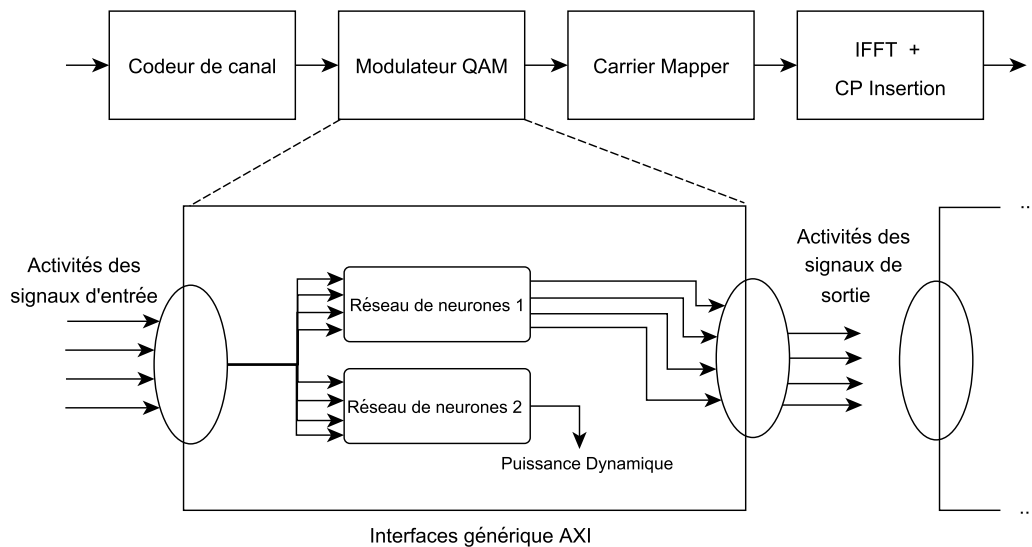 Codeur de canal
Modulateur QAM
Carrier Mapper
IFFT +
CP Insertion
Activités des
signaux d'entrée
Réseau de neurones 1
Réseau de neurones 2
Puissance Dynamique
Activités des
signaux de
sortie
..
..
Interfaces générique AXI